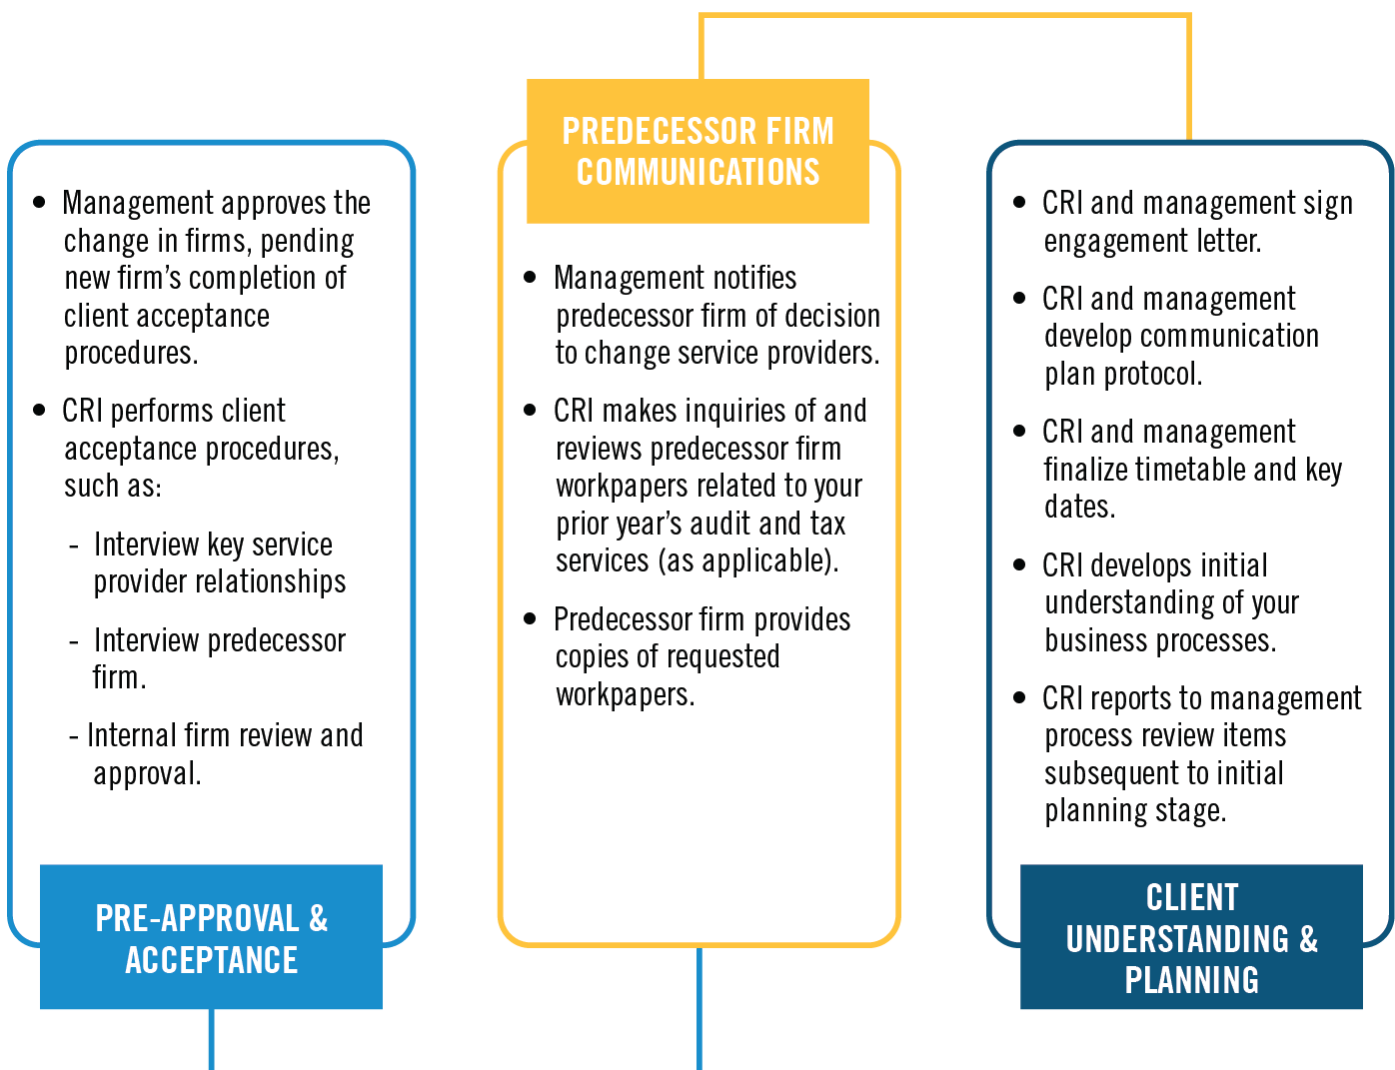 • Management approves the
change in firms, pending
new firm’s completion of
client acceptance
procedures.
• CRI performs client
acceptance procedures,
such as:
- Interview key service
provider relationships
- Interview predecessor
firm.
- Internal firm review and
approval.
PRE-APPROVAL &
ACCEPTANCE
PREDECESSOR FIRM
COMMUNICATIONS
• Management notifies
predecessor firm of decision
to change service providers.
• CRI makes inquiries of and
reviews predecessor firm
workpapers related to your
prior year’s audit and tax
services (as applicable).
• Predecessor firm provides
copies of requested
workpapers.
• CRI and management sign
engagement letter.
• CRI and management
develop communication
plan protocol.
• CRI and management
finalize timetable and key
dates.
• CRI develops initial
understanding of your
business processes.
• CRI reports to management
process review items
subsequent to initial
planning stage.
CLIENT
UNDERSTANDING &
PLANNING